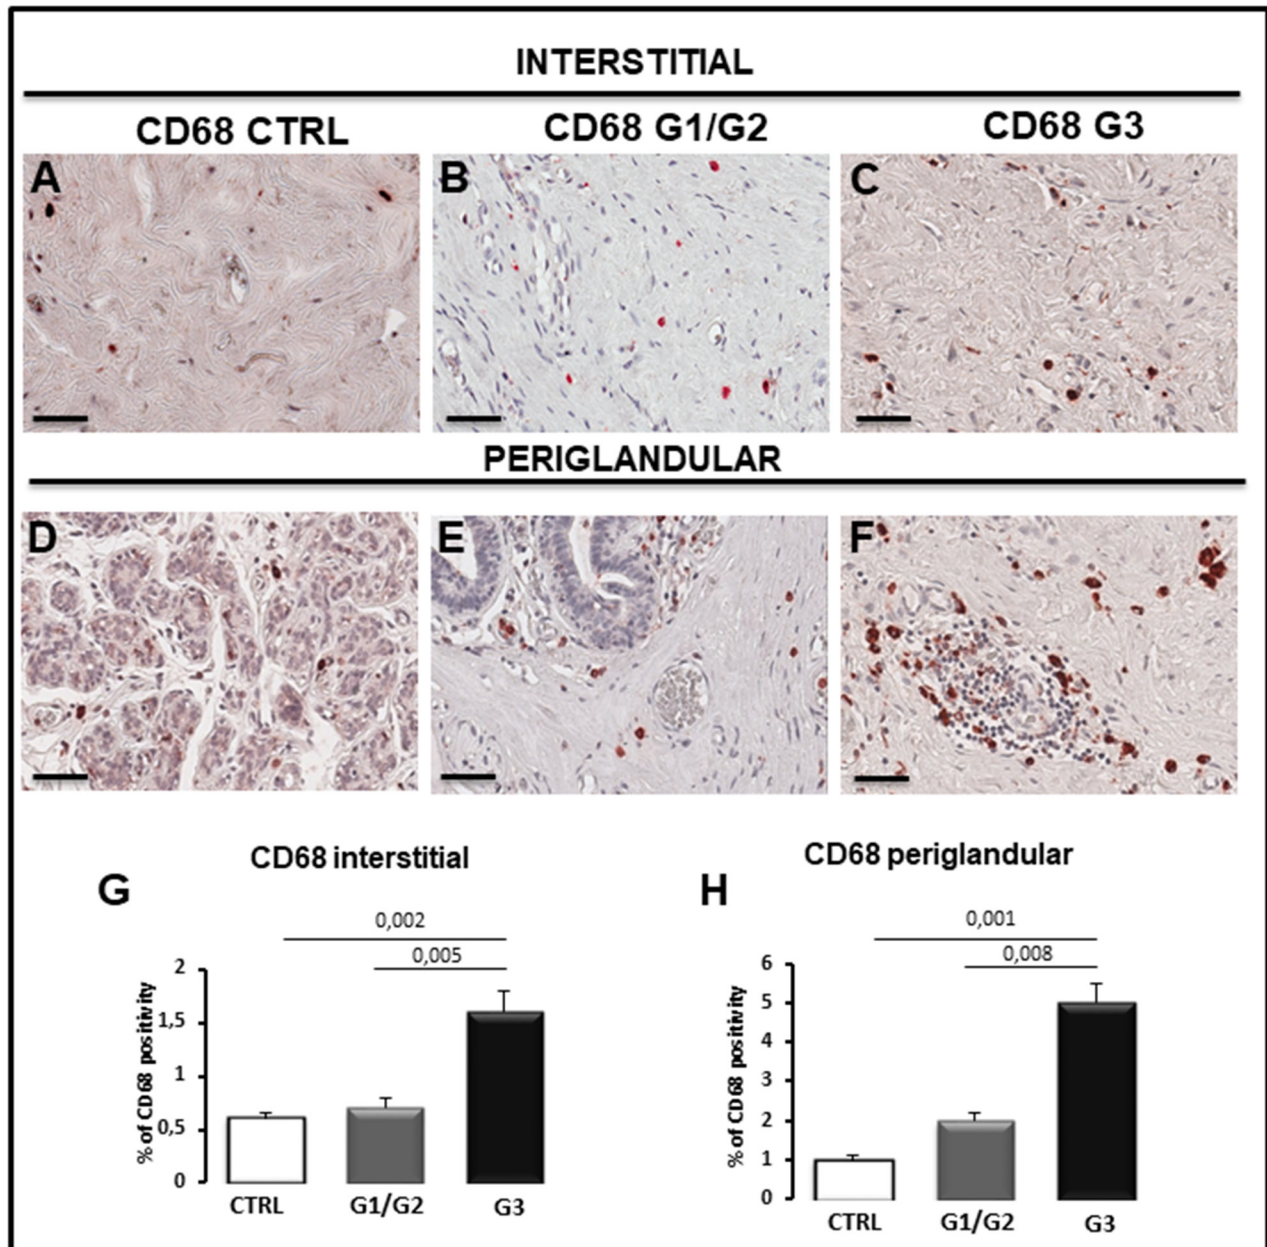 INTERSTITIAL
CD68 CTRL
CD68 G1/G2
CD68 G3
A
B
C
PERIGLANDULAR
D
E
F
CD68 interstitial
G
0,002
0,005
% of CD68 positivity
2
1,5
1
0,5
0
CTRL
G1/G2
G3
CD68 periglandular
H
0,001
0,008
% of CD68 positivity
6
5
4
3
2
1
0
CTRL
G1/G2
G3